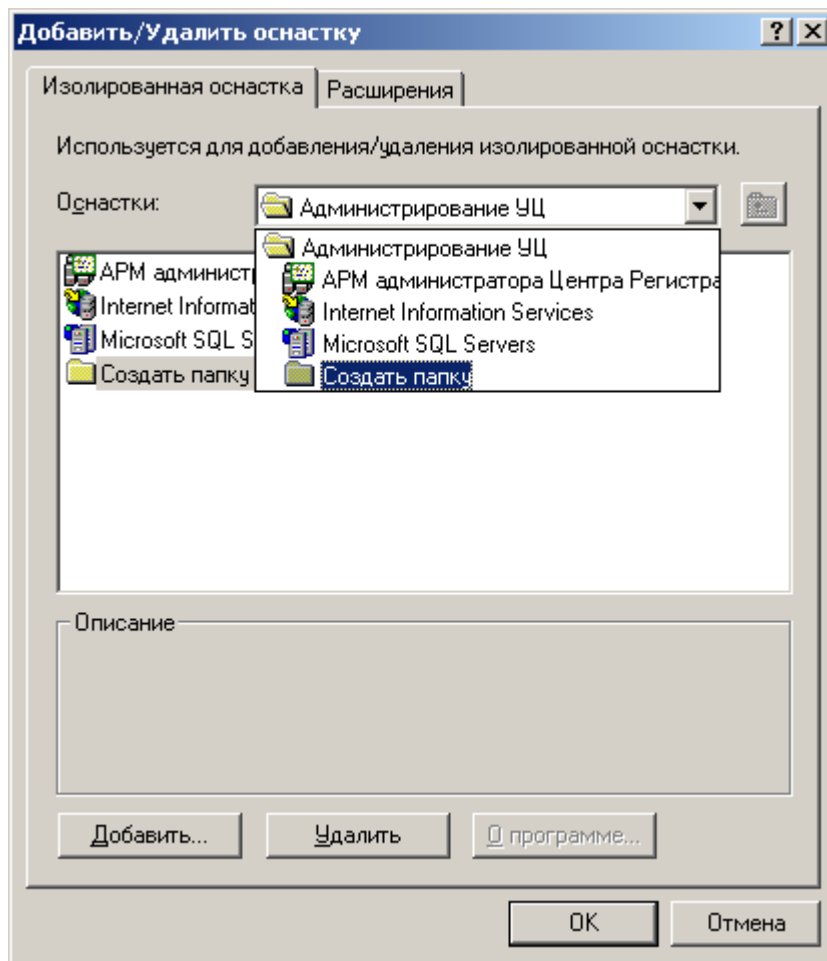 Добавить/Удалить оснастку
Изолированная оснастка
Расширения
Используется для добавления/удаления изолированной оснастки.
Оснастки:
Администрирование УЦ
Администрирование УЦ
АРМ администратора Центра Регистра
Internet Information Services
Microsoft SQL Servers
Создать папку
АРМ админист
Internet Informat
Microsoft SQL S
Создать папку
Описание
Добавить...
Удалить
О программе...
OK
Отмена